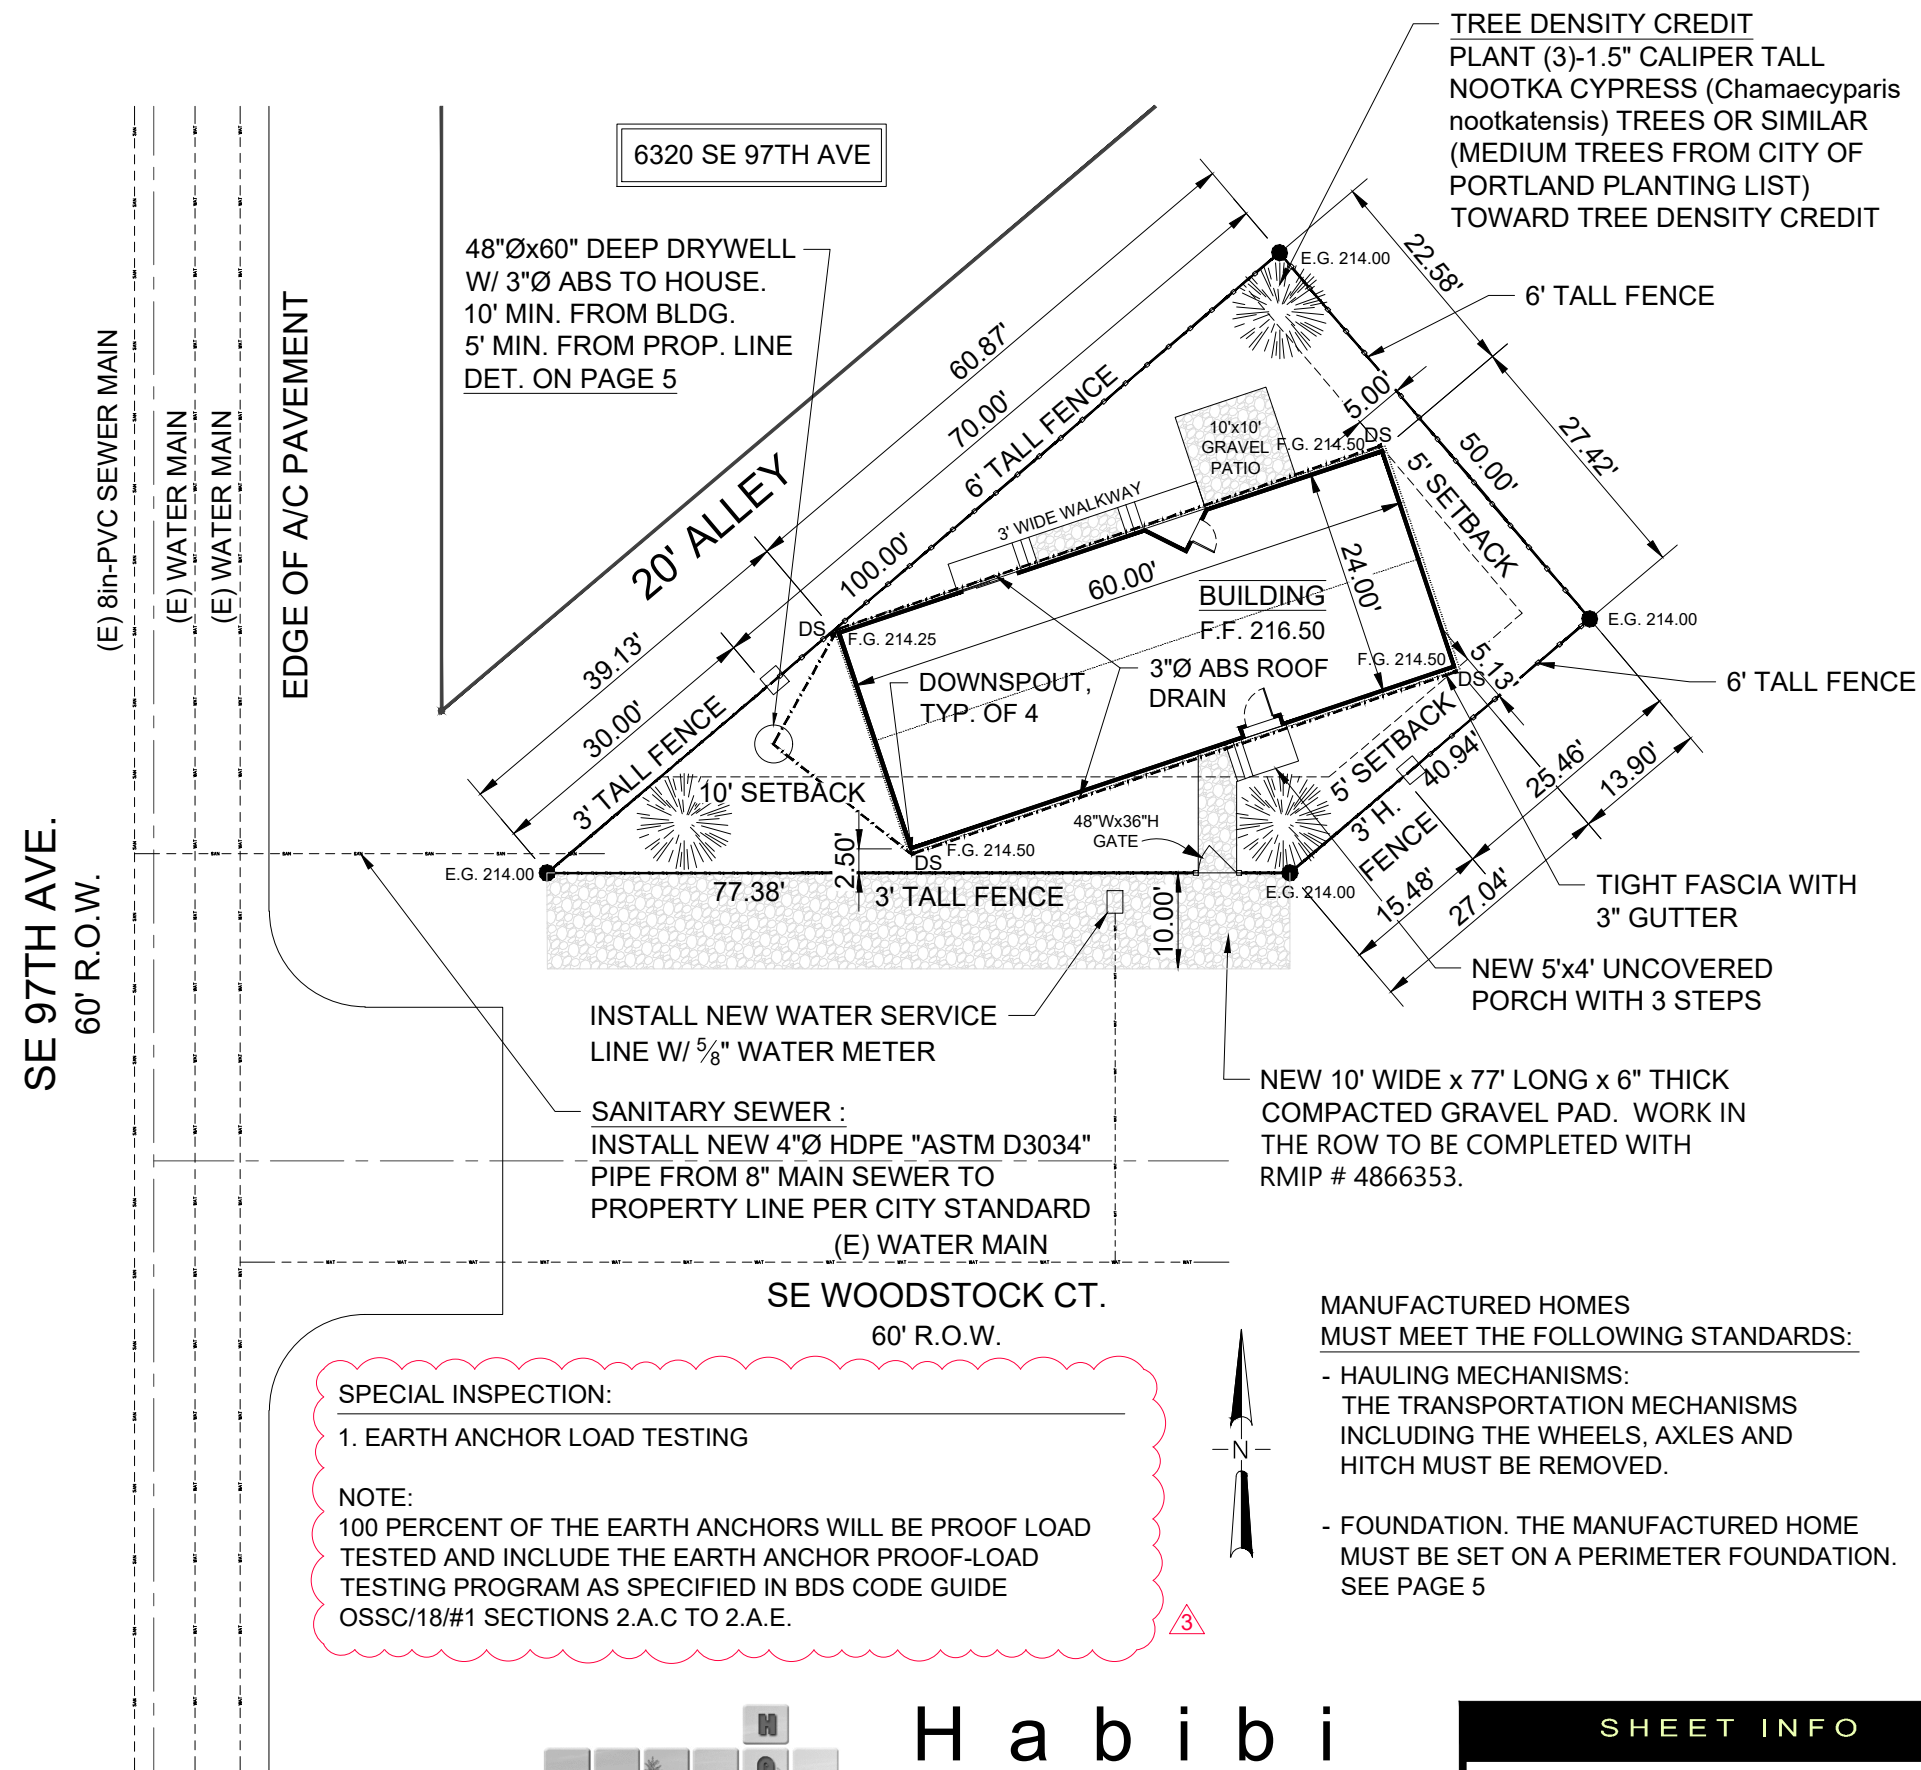 TREE DENSITY CREDIT
PLANT (3)-1.5" CALIPER TALL
NOOTKA CYPRESS (Chamaecyparis
nootkatensis) TREES OR SIMILAR
(MEDIUM TREES FROM CITY OF
PORTLAND PLANTING LIST)
TOWARD TREE DENSITY CREDIT
6320 SE 97TH AVE
48"Øx60" DEEP DRYWELL
W/ 3"Ø ABS TO HOUSE.
10' MIN. FROM BLDG.
5' MIN. FROM PROP. LINE
DET. ON PAGE 5
(E) 8in-PVC SEWER MAIN
(E) WATER MAIN
(E) WATER MAIN
EDGE OF A/C PAVEMENT
SE 97TH AVE.
60' R.O.W.
20' ALLEY
60.87'
70.00'
6' TALL FENCE
100.00'
39.13'
30.00'
3' TALL FENCE
E.G. 214.00
22.58'
6' TALL FENCE
5.00'
50.00'
27.42'
5' SETBACK
10'x10'
GRAVEL
PATIO
F.G. 214.50
DS
3' WIDE WALKWAY
60.00'
24.00'
BUILDING
F.F. 216.50
DS
F.G. 214.25
E.G. 214.00
F.G. 214.50
DS
5.13'
6' TALL FENCE
DOWNSPOUT,
TYP. OF 4
3"Ø ABS ROOF
DRAIN
5' SETBACK
40.94'
25.46'
13.90'
10' SETBACK
3' H.
FENCE
48"Wx36"H
GATE
F.G. 214.50
DS
2.50'
E.G. 214.00
77.38'
3' TALL FENCE
E.G. 214.00
15.48'
27.04'
10.00'
TIGHT FASCIA WITH
3" GUTTER
NEW 5'x4' UNCOVERED
PORCH WITH 3 STEPS
INSTALL NEW WATER SERVICE
LINE W/ 5⁄8" WATER METER
NEW 10' WIDE x 77' LONG x 6" THICK
COMPACTED GRAVEL PAD. WORK IN
THE ROW TO BE COMPLETED WITH
RMIP # 4866353.
SANITARY SEWER :
INSTALL NEW 4"Ø HDPE "ASTM D3034"
PIPE FROM 8" MAIN SEWER TO
PROPERTY LINE PER CITY STANDARD
(E) WATER MAIN
SE WOODSTOCK CT.
60' R.O.W.
SPECIAL INSPECTION:
1. EARTH ANCHOR LOAD TESTING
NOTE:
100 PERCENT OF THE EARTH ANCHORS WILL BE PROOF LOAD
TESTED AND INCLUDE THE EARTH ANCHOR PROOF-LOAD
TESTING PROGRAM AS SPECIFIED IN BDS CODE GUIDE
OSSC/18/#1 SECTIONS 2.A.C TO 2.A.E.
3
N
MANUFACTURED HOMES
MUST MEET THE FOLLOWING STANDARDS:
- HAULING MECHANISMS:
THE TRANSPORTATION MECHANISMS
INCLUDING THE WHEELS, AXLES AND
HITCH MUST BE REMOVED.
- FOUNDATION. THE MANUFACTURED HOME
MUST BE SET ON A PERIMETER FOUNDATION.
SEE PAGE 5
H
Habibi
SHEET INFO